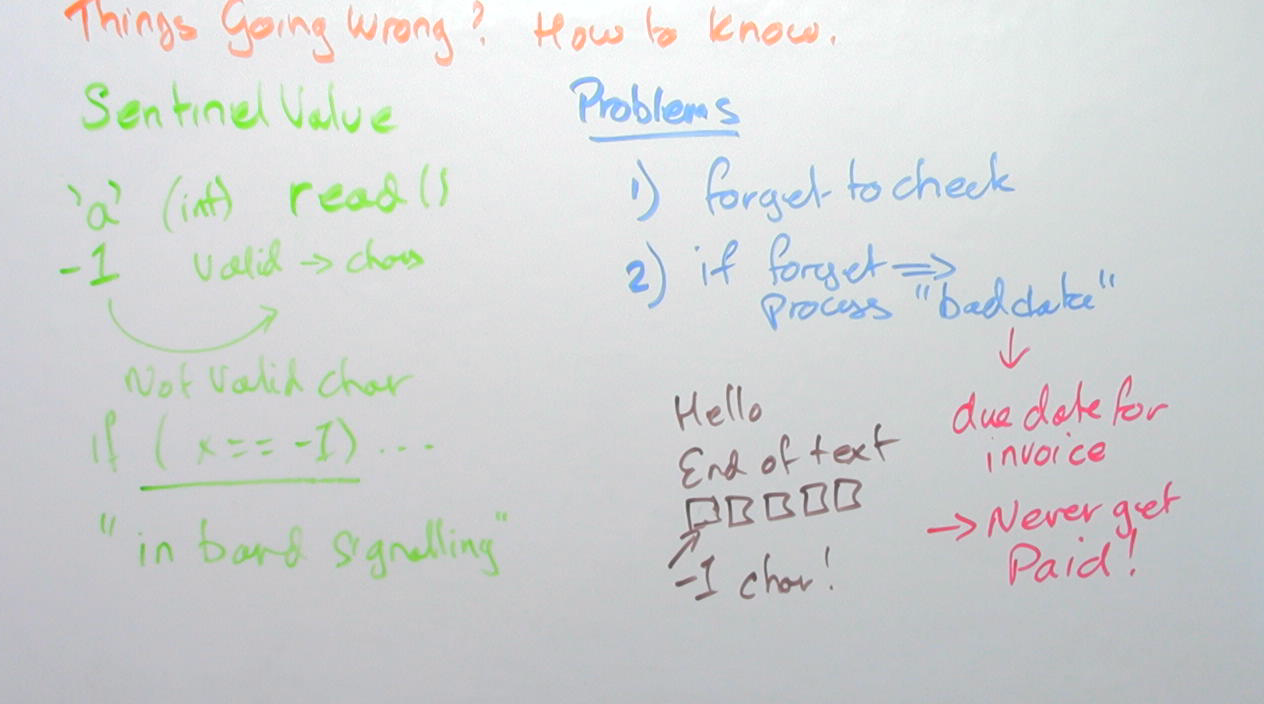 Things Going Wrong? How to know.
Sentinel Value
'a' (int) read()
-1 valid → chars
Not valid char
if (x == -1) ...
"in band signalling"
Problems
1) forget to check
2) if forget ⇒
process "bad data"
↓
due date for
invoice
→ Never get
Paid!
Hello
End of text
-1 char!